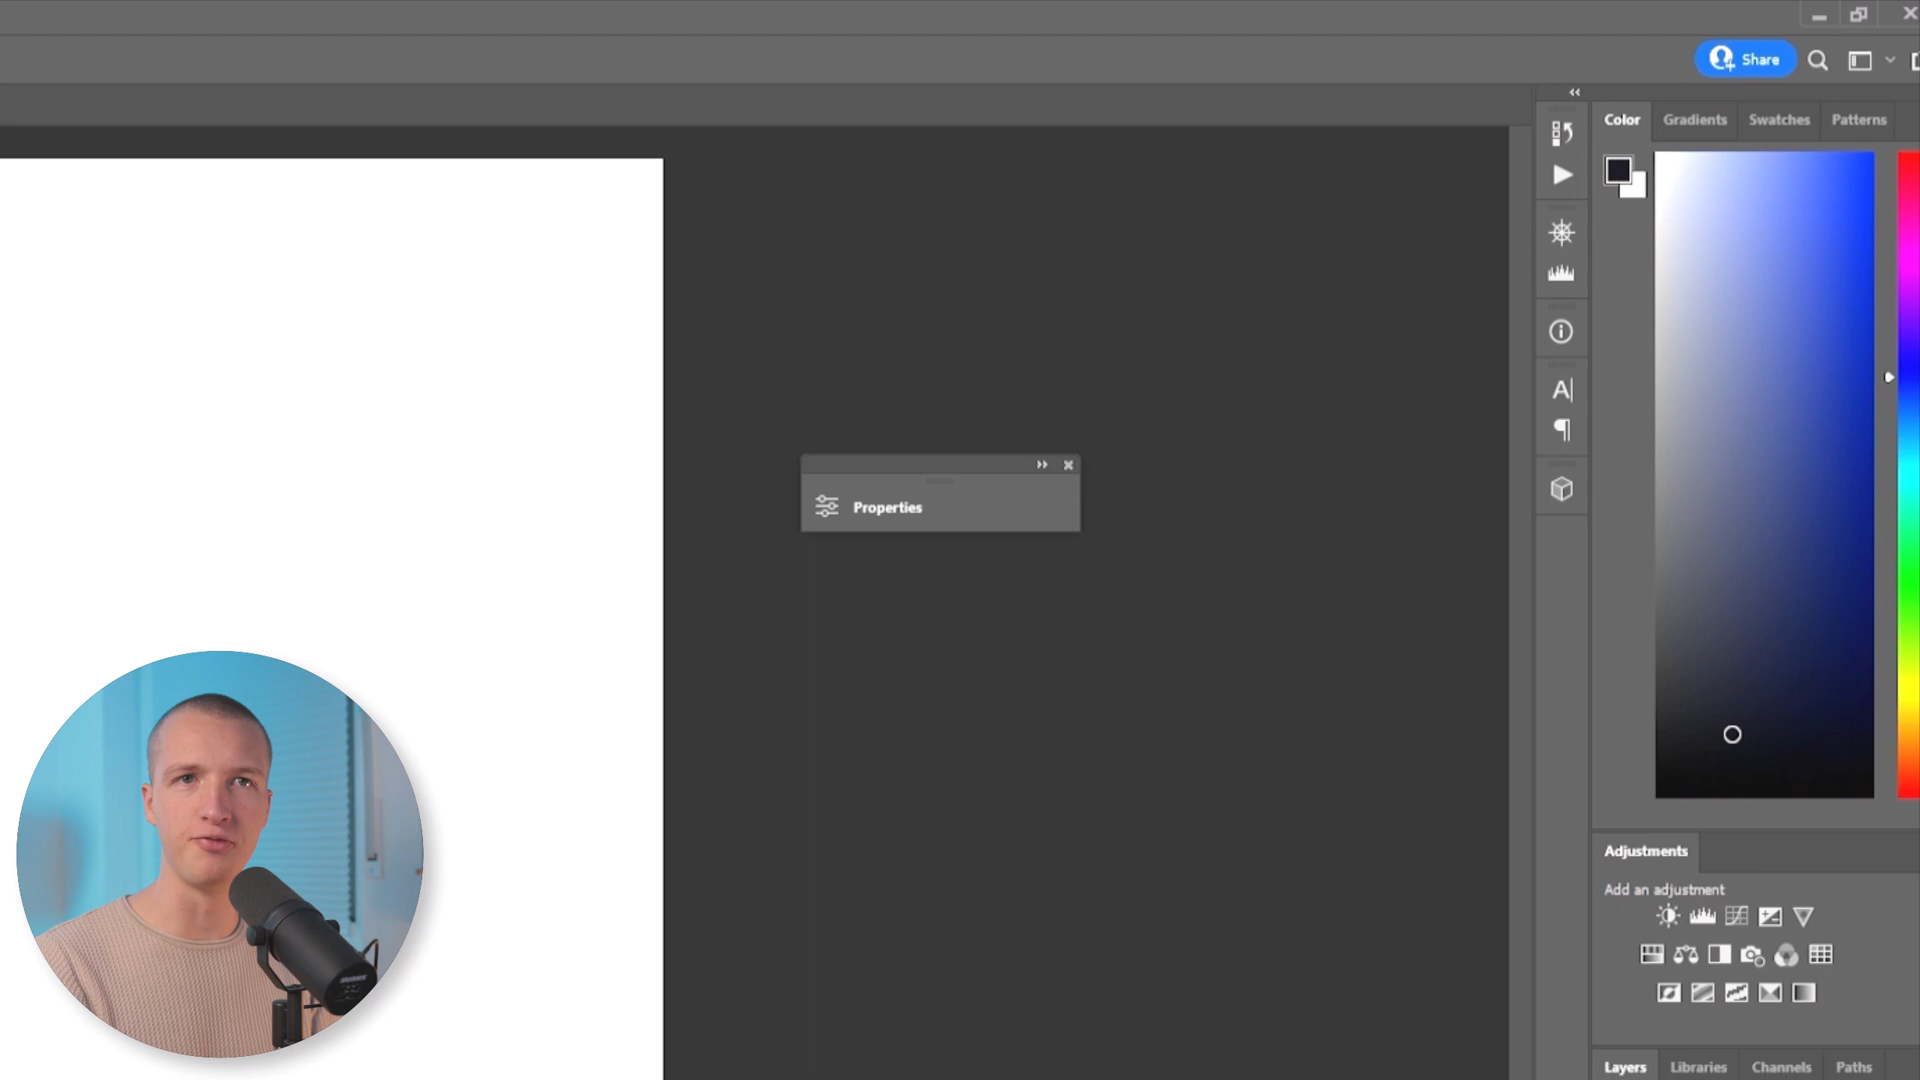 Share
Color
Gradients
Swatches
Patterns
Properties
Adjustments
Add an adjustment
Layers
Libraries
Channels
Paths